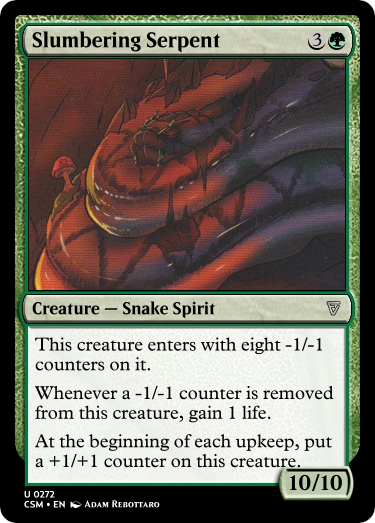 Slumbering Serpent 3
Creature — Snake Spirit
This creature enters with eight -1/-1
counters on it.
Whenever a -1/-1 counter is removed
from this creature, gain 1 life.
At the beginning of each upkeep, put
a +1/+1 counter on this creature.
10/10
U 0272
CSM • EN Adam Rebottaro